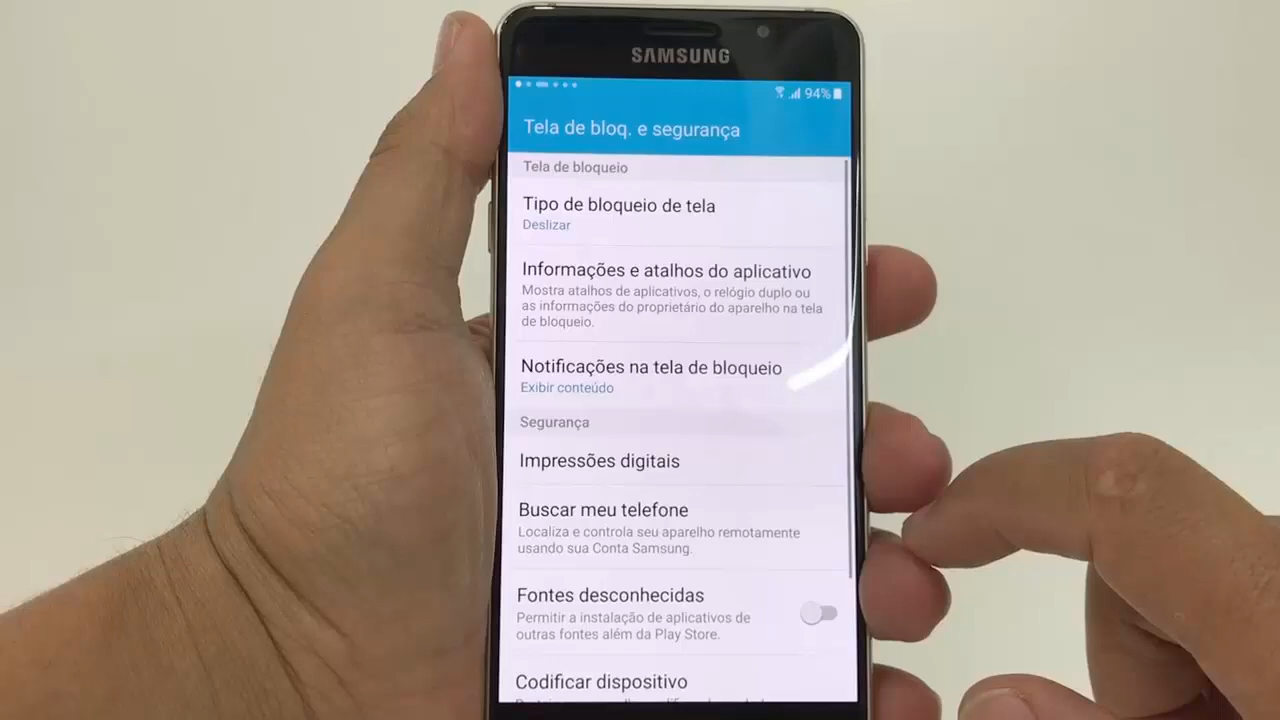 SAMSUNG
94%
Tela de bloq. e segurança
Tela de bloqueio
Tipo de bloqueio de tela
Deslizar
Informações e atalhos do aplicativo
Mostra atalhos de aplicativos, o relógio duplo ou
as informações do proprietário do aparelho na tela
de bloqueio.
Notificações na tela de bloqueio
Exibir conteúdo
Segurança
Impressões digitais
Buscar meu telefone
Localiza e controla seu aparelho remotamente
usando sua Conta Samsung.
Fontes desconhecidas
Permitir a instalação de aplicativos de
outras fontes além da Play Store.
Codificar dispositivo